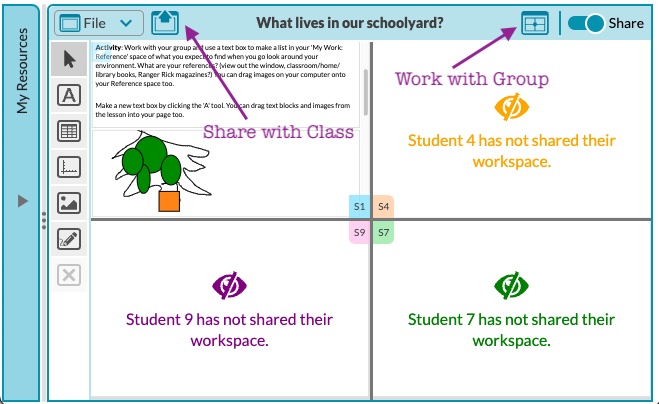 My Resources
File
What lives in our schoolyard?
Share
Activity: Work with your group and use a text box to make a list in your 'My Work:
Reference' space of what you expect to find when you go look around your
environment. What are your references? (view out the window, classroom/home/
library books, Ranger Rick magazines?) You can drag images on your computer onto
your Reference space too.
Make a new text box by clicking the 'A' tool. You can drag text blocks and images from
the lesson into your page too.
Share with Class
Work with Group
Student 4 has not shared their
workspace.
A
S1
S4
S9
S7
Student 9 has not shared their
workspace.
Student 7 has not shared their
workspace.